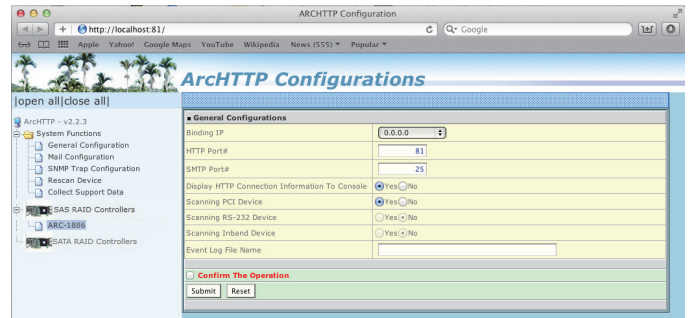 ARCHTTP Configuration
http://localhost:81/
Google
Apple Yahoo! Google Maps YouTube Wikipedia News (555) Popular
ArcHTTP Configurations
|open all|close all|
ArcHTTP - v2.2.3
System Functions
General Configuration
Mail Configuration
SNMP Trap Configuration
Rescan Device
Collect Support Data
SAS RAID Controllers
ARC-1886
SATA RAID Controllers
General Configurations
Binding IP 0.0.0.0
HTTP Port# 81
SMTP Port# 25
Display HTTP Connection Information To Console Yes No
Scanning PCI Device Yes No
Scanning RS-232 Device Yes No
Scanning Inband Device Yes No
Event Log File Name
Confirm The Operation
Submit Reset